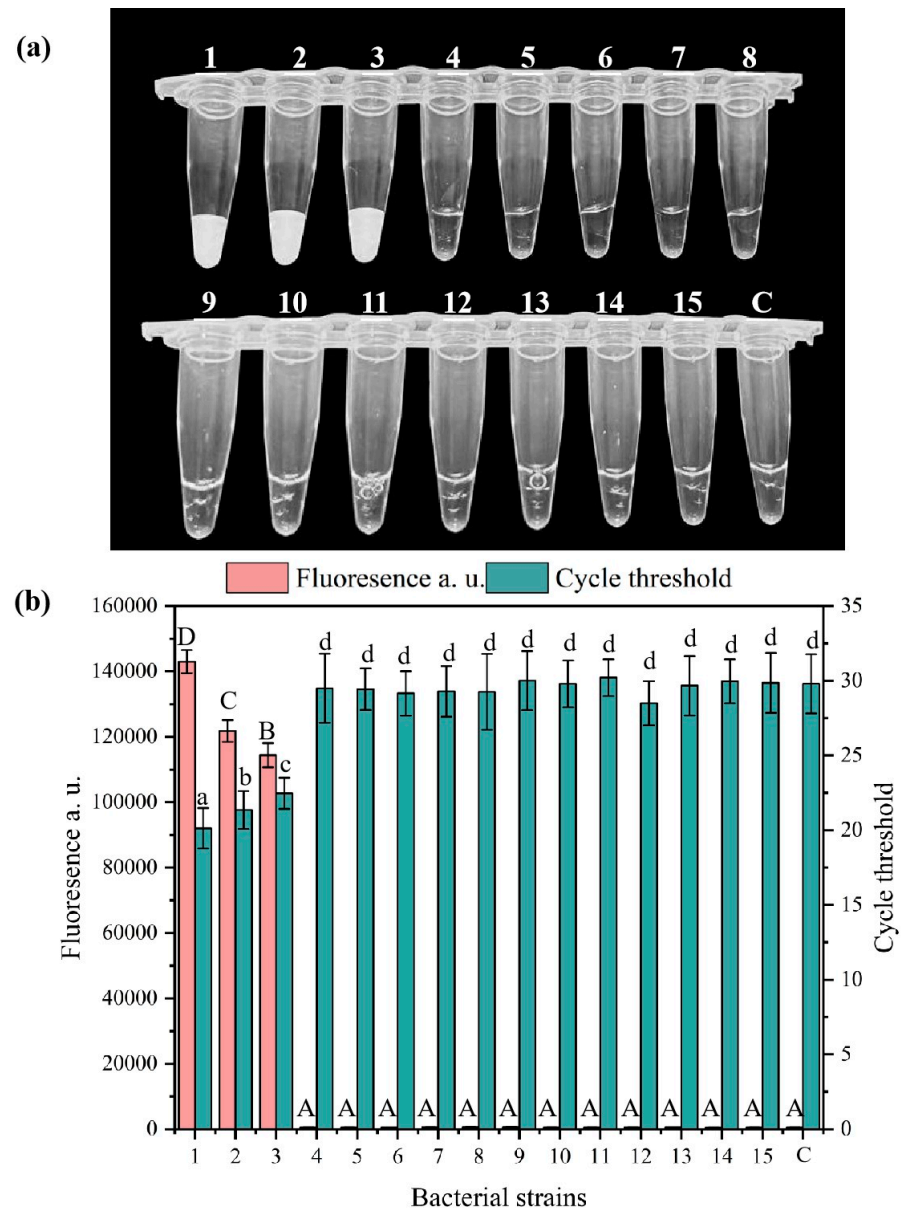 (a)
1 2 3 4 5 6 7 8
9 10 11 12 13 14 15 C
Fluoresence a. u. Cycle threshold
(b)
160000
140000
120000
100000
80000
60000
40000
20000
0
Fluoresence a. u.
D
a
C
b
B
c
A d
A d
A d
A d
A d
A d
A d
A d
A d
A d
A d
A d
A d
35
30
25
20
15
10
5
0
Cycle threshold
1 2 3 4 5 6 7 8 9 10 11 12 13 14 15 C
Bacterial strains